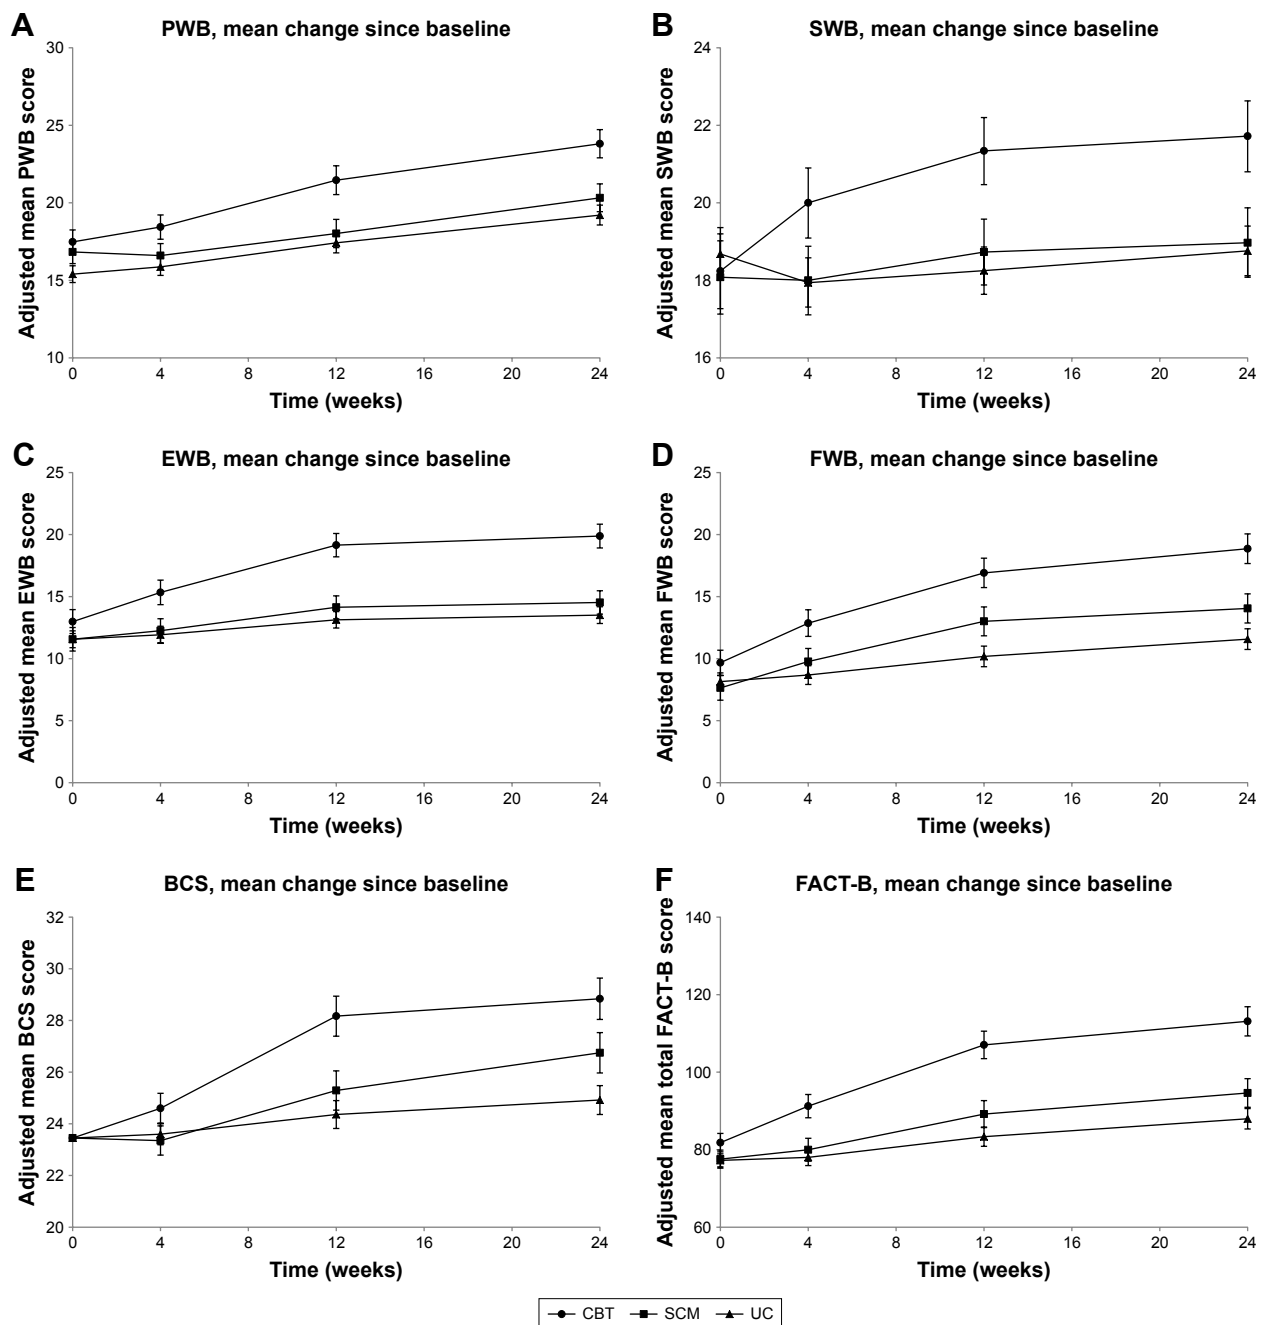 A
PWB, mean change since baseline
Adjusted mean PWB score
30
25
20
15
10
0 4 8 12 16 20 24
Time (weeks)
B
SWB, mean change since baseline
Adjusted mean SWB score
24
22
20
18
16
0 4 8 12 16 20 24
Time (weeks)
C
EWB, mean change since baseline
Adjusted mean EWB score
25
20
15
10
5
0
0 4 8 12 16 20 24
Time (weeks)
D
FWB, mean change since baseline
Adjusted mean FWB score
25
20
15
10
5
0
0 4 8 12 16 20 24
Time (weeks)
E
BCS, mean change since baseline
Adjusted mean BCS score
32
30
28
26
24
22
20
0 4 8 12 16 20 24
Time (weeks)
F
FACT-B, mean change since baseline
Adjusted mean total FACT-B score
140
120
100
80
60
0 4 8 12 16 20 24
Time (weeks)
CBT SCM UC